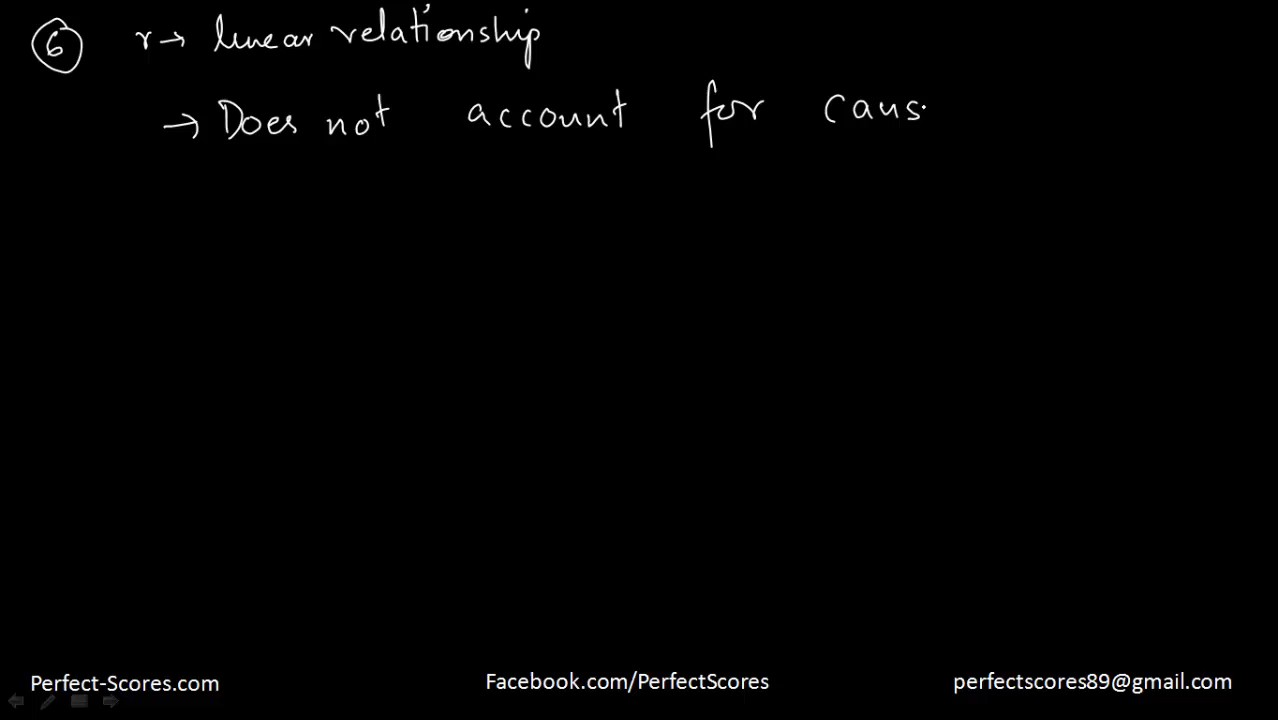 6 r → linear relationship
→ Does not account for caus
Perfect-Scores.com Facebook.com/PerfectScores perfectscores89@gmail.com